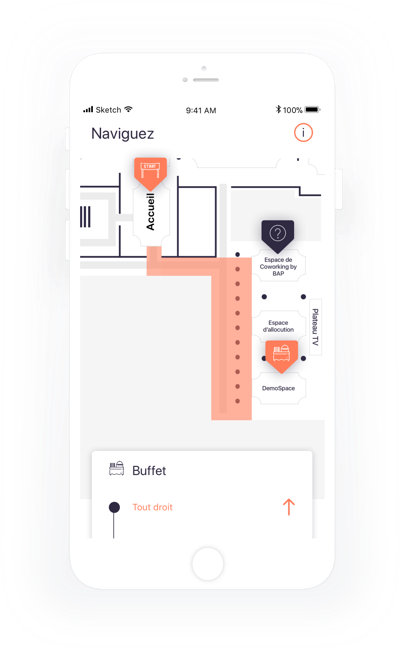 Sketch
9:41 AM
100%
Naviguez
i
START
Accueil
?
Espace de
Coworking by
BAP
Espace
d'allocution
Plateau TV
DemoSpace
Buffet
Tout droit